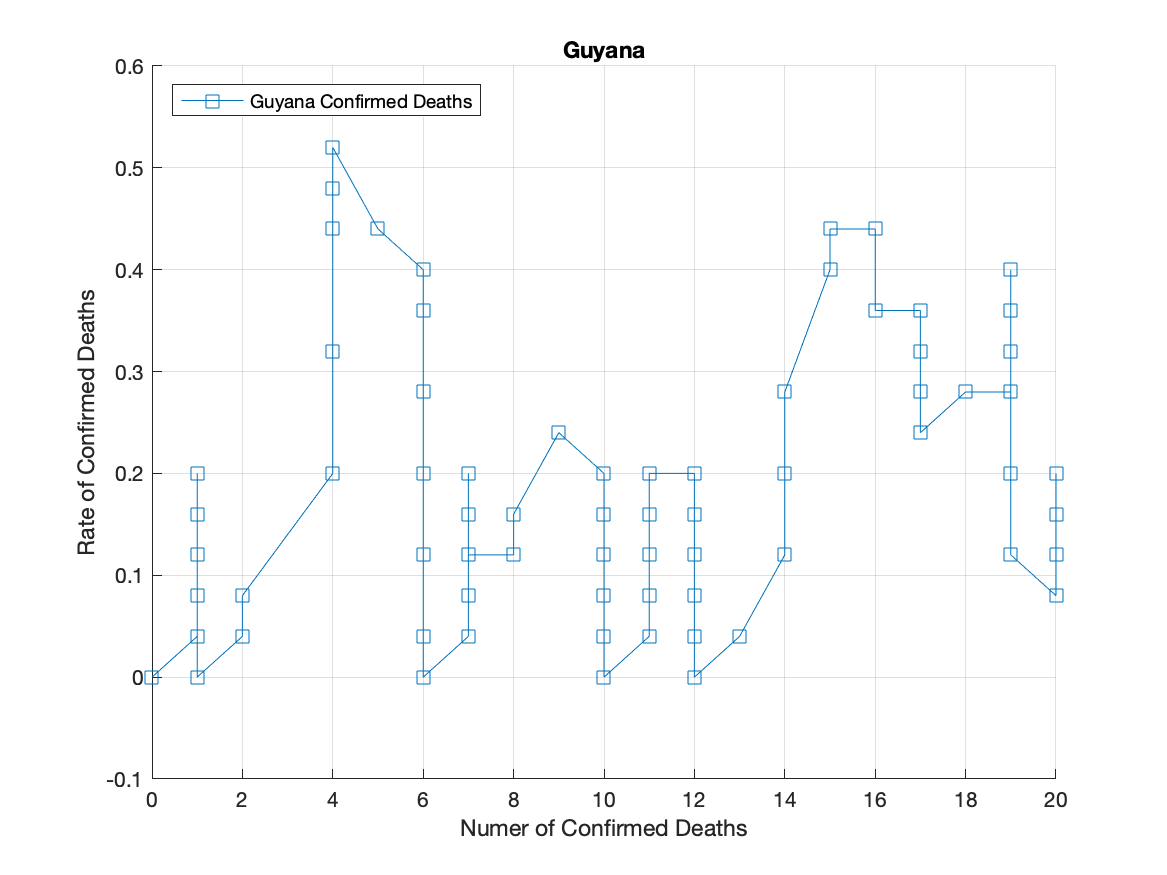 Guyana
Guyana Confirmed Deaths
Rate of Confirmed Deaths
0.6
0.5
0.4
0.3
0.2
0.1
0
-0.1
0 2 4 6 8 10 12 14 16 18 20
Numer of Confirmed Deaths